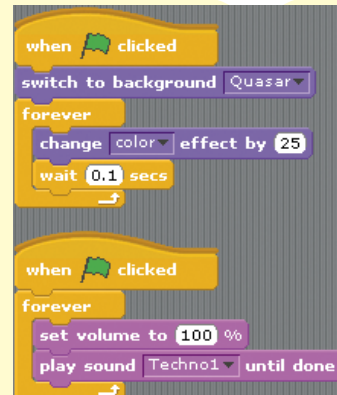 when clicked
switch to background Quasar
forever
change color effect by 25
wait 0.1 secs
when clicked
forever
set volume to 100 %
play sound Techno1 until done